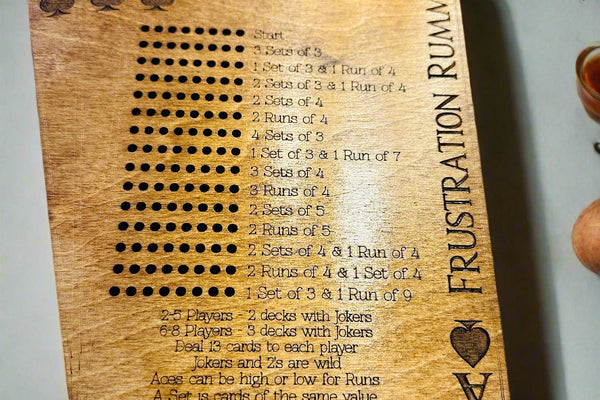 Start
3 Sets of 3
1 Set of 3 & 1 Run of 4
2 Sets of 3 & 1 Run of 4
2 Sets of 4
2 Runs of 4
4 Sets of 3
1 Set of 3 & 1 Run of 7
3 Sets of 4
3 Runs of 4
2 Sets of 5
2 Runs of 5
2 Sets of 4 & 1 Run of 4
2 Runs of 4 & 1 Set of 4
1 Set of 3 & 1 Run of 9
2-5 Players - 2 decks with Jokers
6-8 Players - 3 decks with Jokers
Deal 13 cards to each player
Jokers and 2's are wild
Aces can be high or low for Runs
A Set is cards of the same value
FRUSTRATION RUMM
A